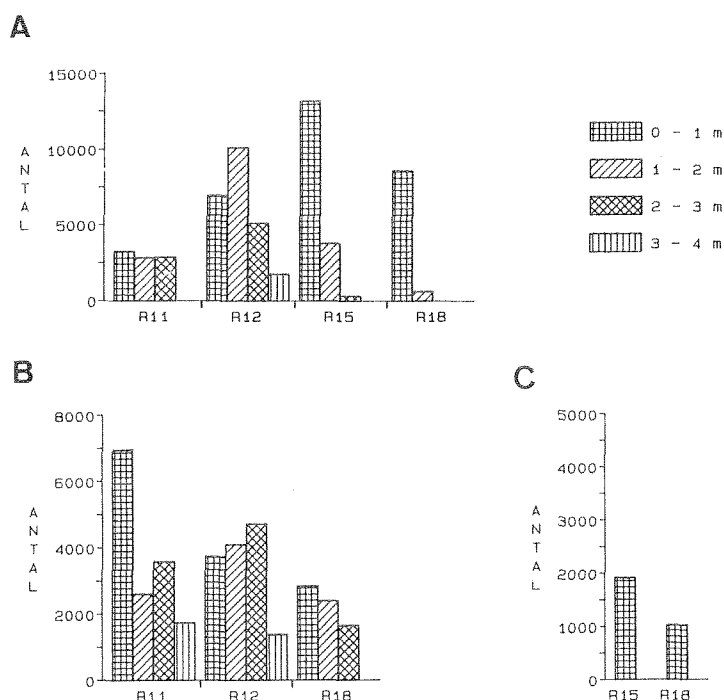 A
15000
10000
5000
0
A
N
T
A
L
R11 R12 R15 R18
0 - 1 m
1 - 2 m
2 - 3 m
3 - 4 m
B
8000
6000
4000
2000
0
A
N
T
A
L
R11 R12 R18
C
5000
4000
3000
2000
1000
0
A
N
T
A
L
R15 R18